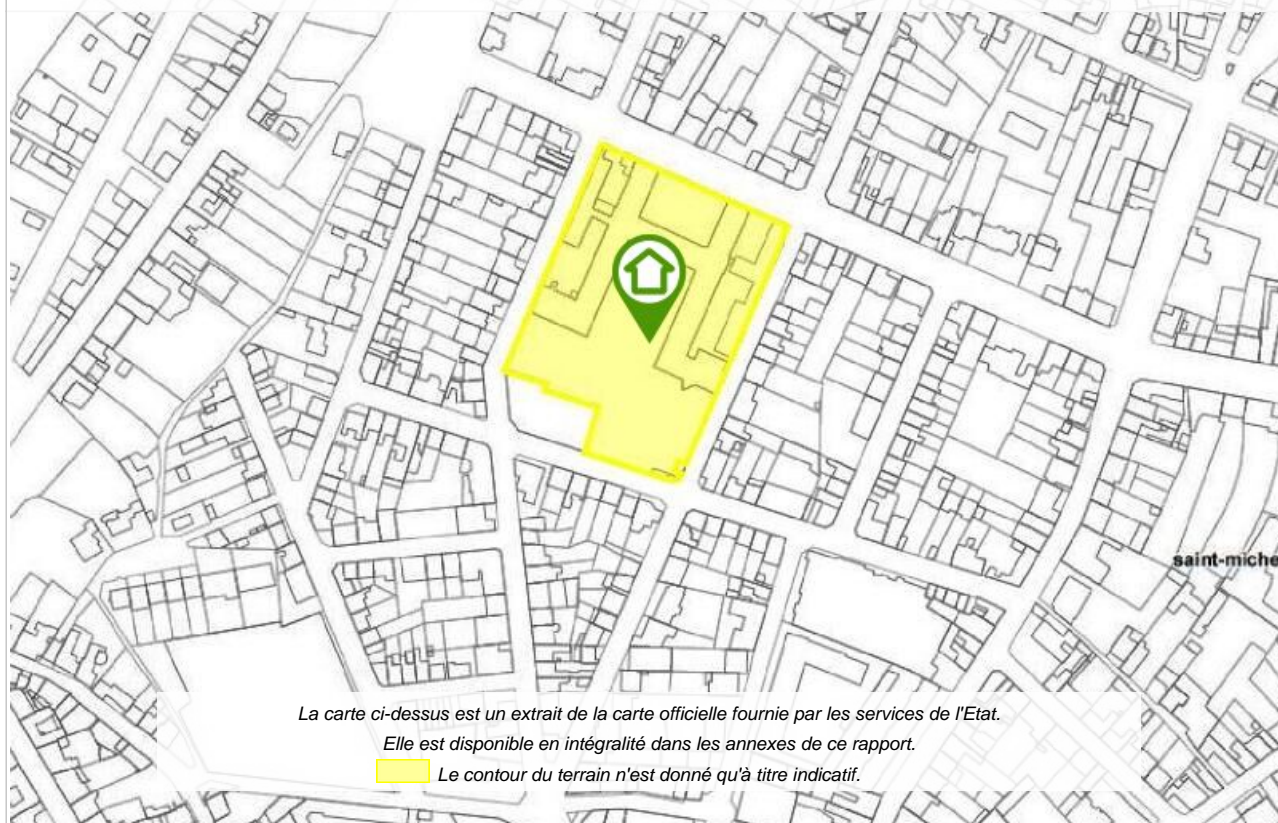 saint-miche
La carte ci-dessus est un extrait de la carte officielle fournie par les services de l'Etat.
Elle est disponible en intégralité dans les annexes de ce rapport.
Le contour du terrain n'est donné qu'à titre indicatif.